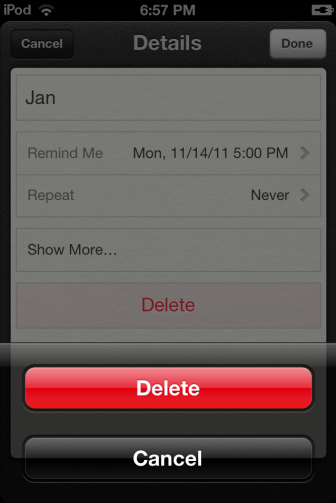 iPod 6:57 PM
Cancel Details Done
Jan
Remind Me Mon, 11/14/11 5:00 PM
Repeat Never
Show More...
Delete
Delete
Cancel